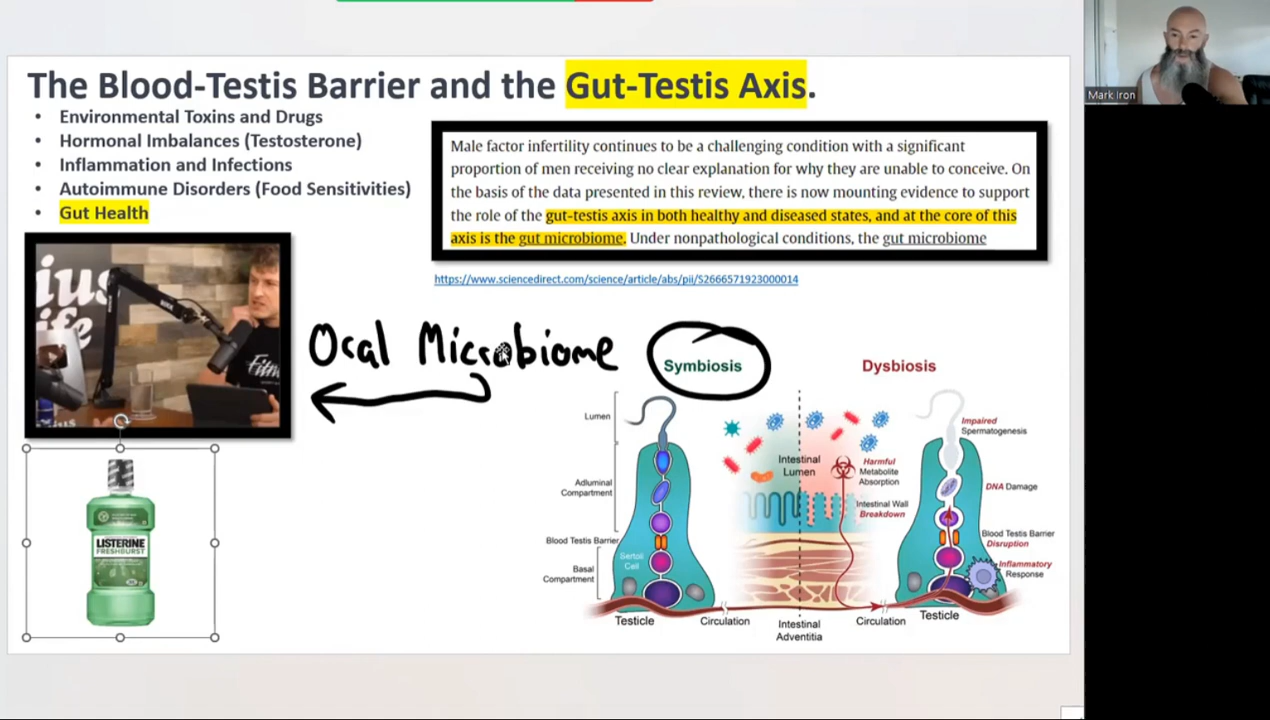 The Blood-Testis Barrier and the Gut-Testis Axis.
• Environmental Toxins and Drugs
• Hormonal Imbalances (Testosterone)
• Inflammation and Infections
• Autoimmune Disorders (Food Sensitivities)
• Gut Health
Male factor infertility continues to be a challenging condition with a significant
proportion of men receiving no clear explanation for why they are unable to conceive. On
the basis of the data presented in this review, there is now mounting evidence to support
the role of the gut-testis axis in both healthy and diseased states, and at the core of this
axis is the gut microbiome. Under nonpathological conditions, the gut microbiome
https://www.sciencedirect.com/science/article/abs/pii/S2666571923000014
Mark Iron
ius
ife
Oral Microbiome
LISTERINE
FRESHBURST
Symbiosis
Dysbiosis
Lumen
Adluminal
Compartment
Blood Testis Barrier
Sertoli
Cell
Basal
Compartment
Testicle
Circulation
Intestinal
Lumen
Intestinal
Adventitia
Harmful
Metabolite
Absorption
Intestinal Wall
Breakdown
Circulation
Impaired
Spermatogenesis
DNA Damage
Blood Testis Barrier
Disruption
Inflammatory
Response
Testicle